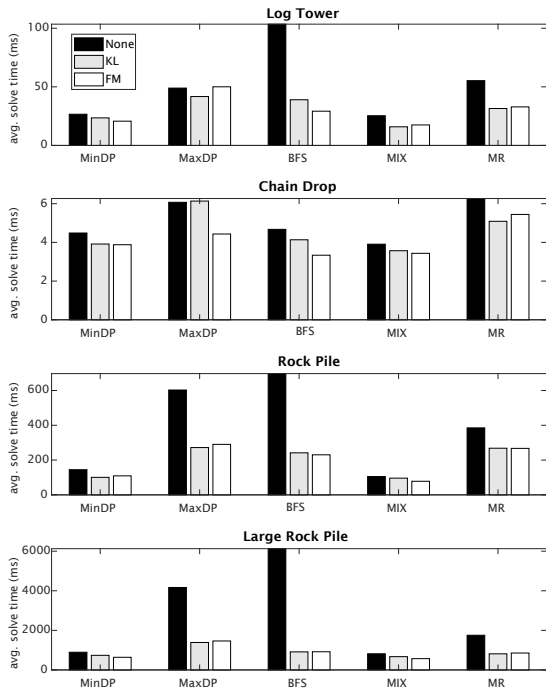 Log Tower
avg. solve time (ms)
100
50
0
None
KL
FM
MinDP
MaxDP
BFS
MIX
MR
Chain Drop
avg. solve time (ms)
6
4
2
0
MinDP
MaxDP
BFS
MIX
MR
Rock Pile
avg. solve time (ms)
600
400
200
0
MinDP
MaxDP
BFS
MIX
MR
Large Rock Pile
avg. solve time (ms)
6000
4000
2000
0
MinDP
MaxDP
BFS
MIX
MR